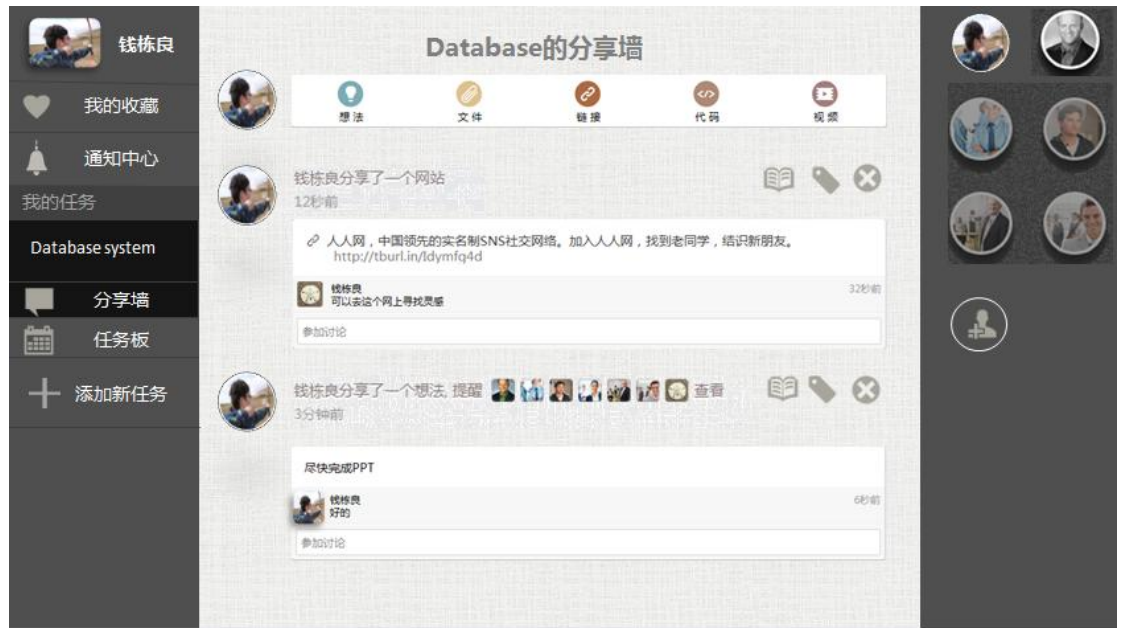 钱栋良
我的收藏
通知中心
我的任务
Database system
分享墙
任务板
添加新任务
Database的分享墙
想法
文件
链接
代码
视频
钱栋良分享了一个网站
12秒前
人人网，中国领先的实名制SNS社交网络。加入人人网，找到老同学，结识新朋友。
http://tburl.in/Idymfq4d
钱栋良
32秒前
可以去这个网上寻找灵感
参加讨论
钱栋良分享了一个想法, 提醒 查看
3分钟前
尽快完成PPT
钱栋良
6秒前
好的
参加讨论